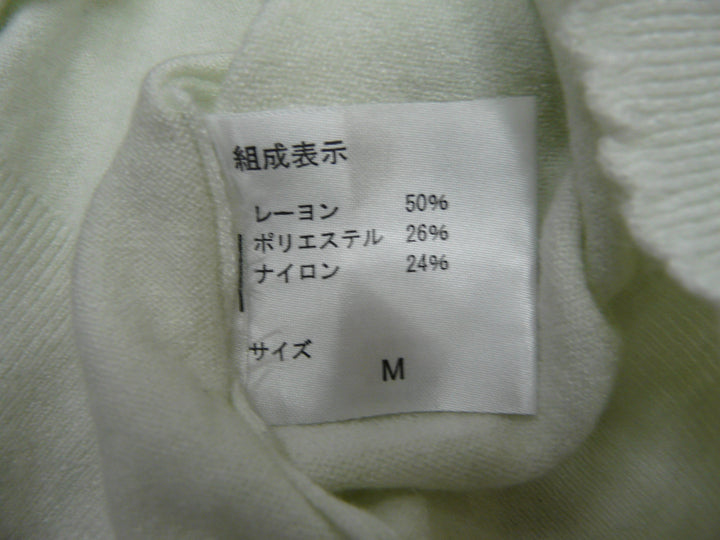 組成表示
レーヨン 50%
ポリエステル 26%
ナイロン 24%
サイズ
M